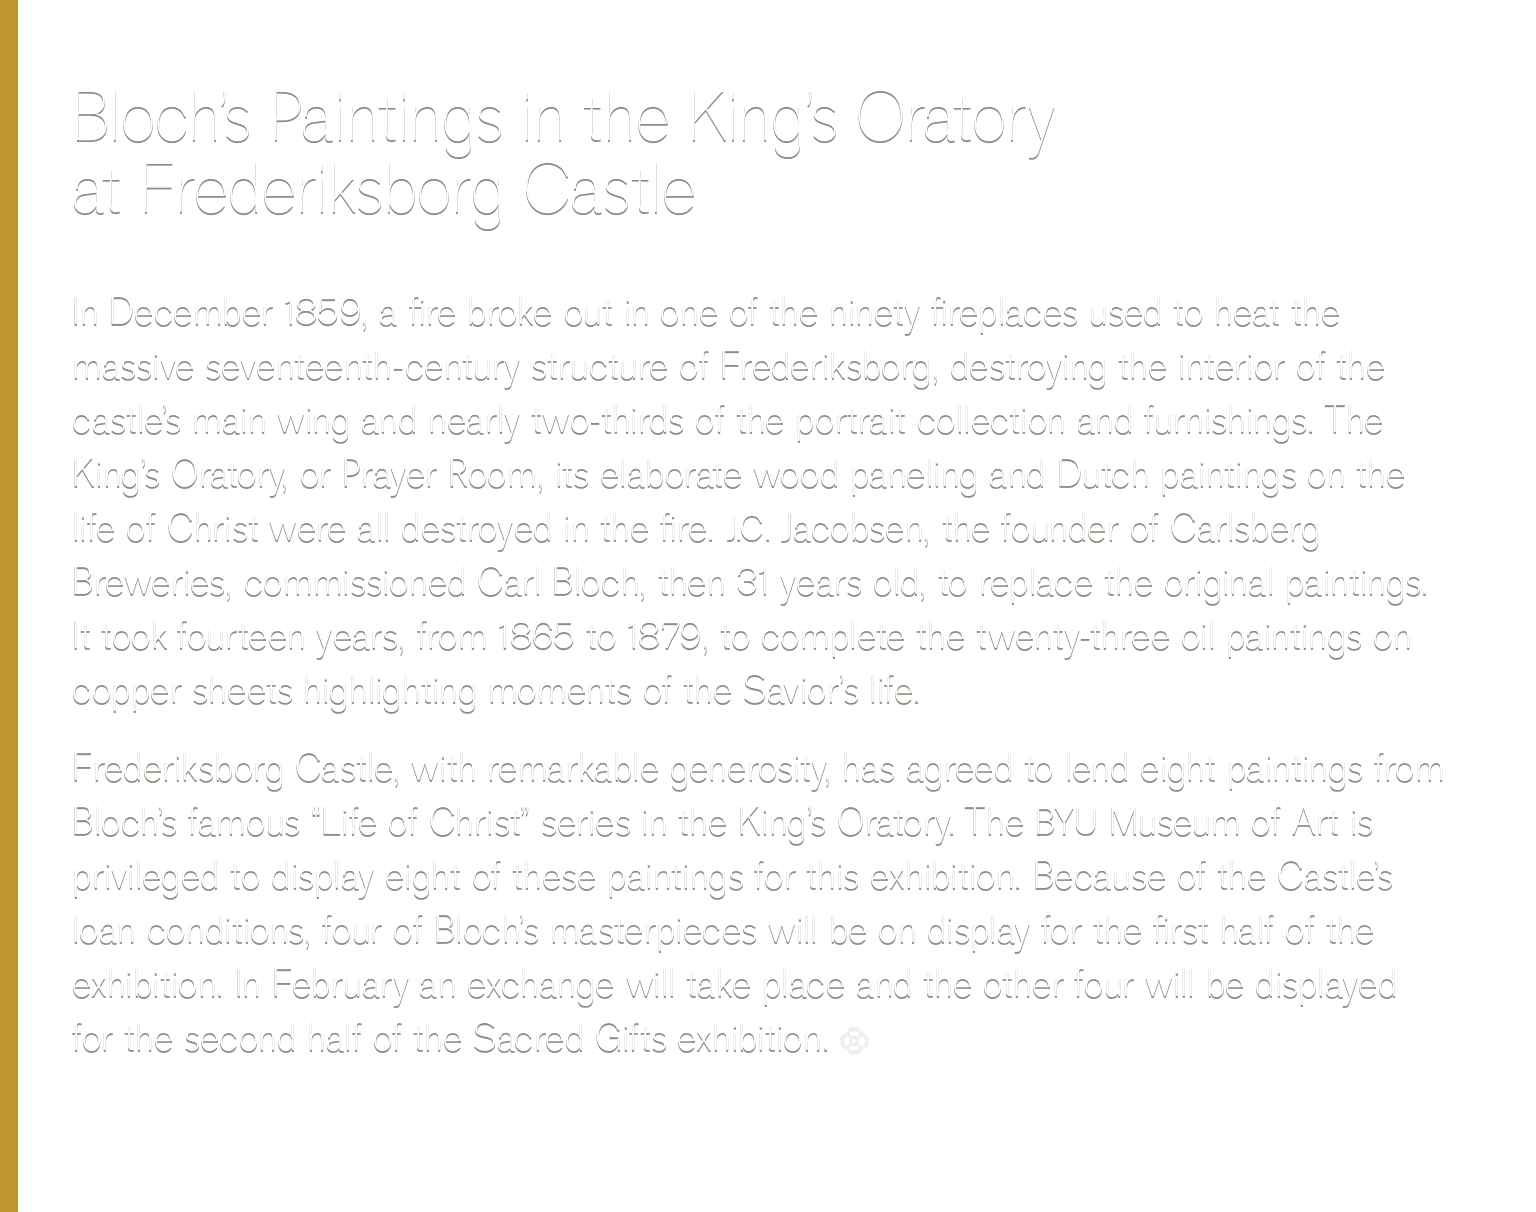 Bloch’s Paintings in the King’s Oratory
at Frederiksborg Castle
In December 1859, a fire broke out in one of the ninety fireplaces used to heat the
massive seventeenth-century structure of Frederiksborg, destroying the interior of the
castle’s main wing and nearly two-thirds of the portrait collection and furnishings. The
King’s Oratory, or Prayer Room, its elaborate wood paneling and Dutch paintings on the
life of Christ were all destroyed in the fire. J.C. Jacobsen, the founder of Carlsberg
Breweries, commissioned Carl Bloch, then 31 years old, to replace the original paintings.
It took fourteen years, from 1865 to 1879, to complete the twenty-three oil paintings on
copper sheets highlighting moments of the Savior’s life.
Frederiksborg Castle, with remarkable generosity, has agreed to lend eight paintings from
Bloch’s famous “Life of Christ” series in the King’s Oratory. The BYU Museum of Art is
privileged to display eight of these paintings for this exhibition. Because of the Castle’s
loan conditions, four of Bloch’s masterpieces will be on display for the first half of the
exhibition. In February an exchange will take place and the other four will be displayed
for the second half of the Sacred Gifts exhibition.